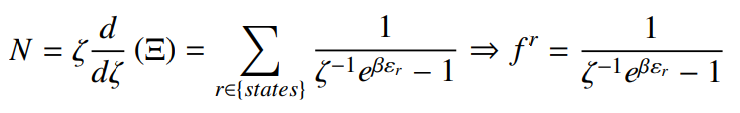 N = ζ d/dζ (Ξ) = ∑_{r∈{states}} 1/(ζ^{-1}e^{βε_r} − 1) ⇒ f^r = 1/(ζ^{-1}e^{βε_r} − 1)